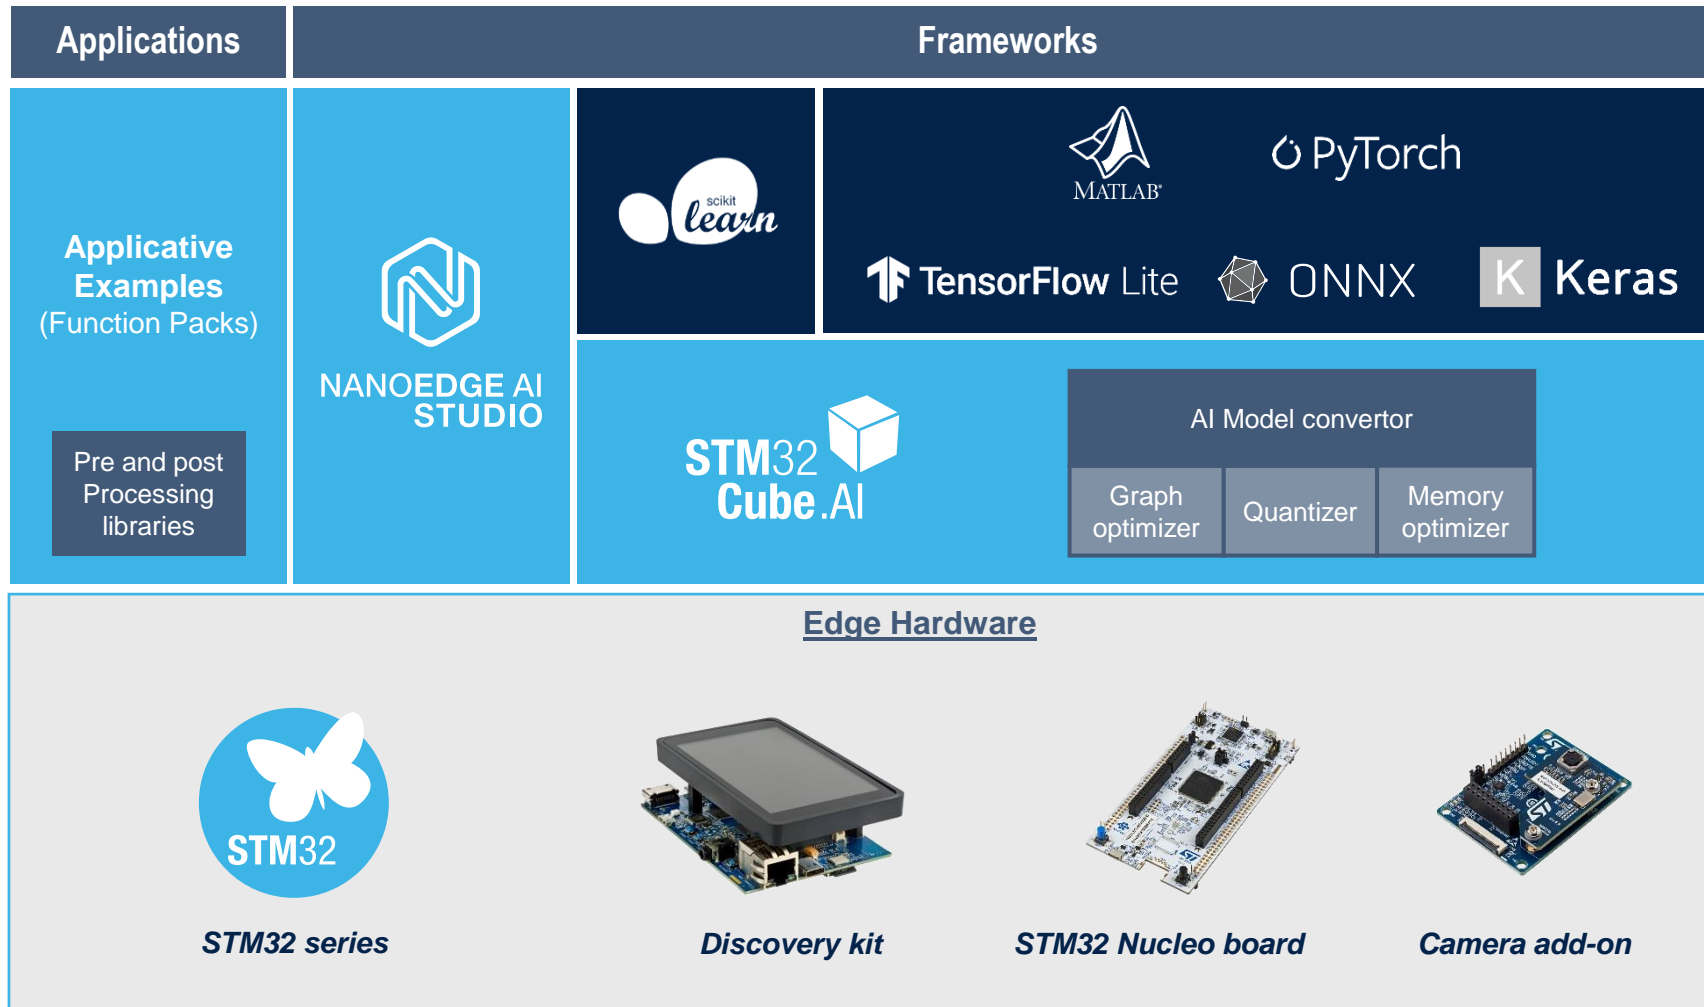 Applications
Frameworks
Applicative
Examples
(Function Packs)
Pre and post
Processing
libraries
NANOEDGE AI
STUDIO
scikit
learn
MATLAB®
PyTorch
TensorFlow Lite
ONNX
K Keras
STM32
Cube.AI
AI Model convertor
Graph
optimizer
Quantizer
Memory
optimizer
Edge Hardware
STM32
STM32 series
Discovery kit
STM32 Nucleo board
Camera add-on